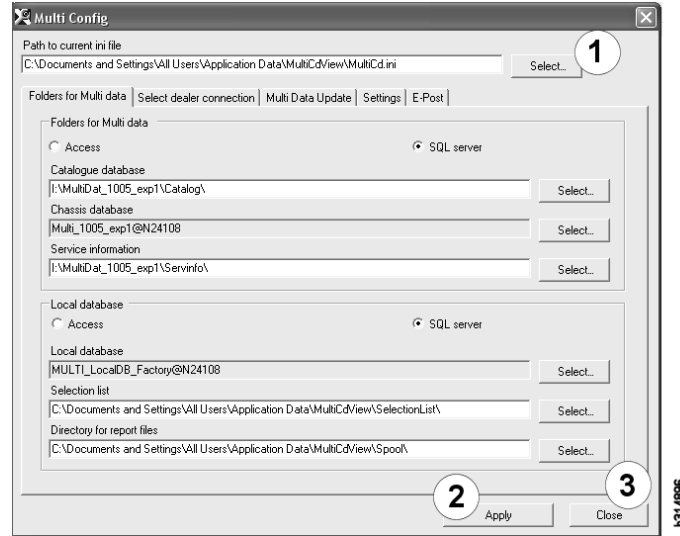 Multi Config
1
Path to current ini file
C:\Documents and Settings\All Users\Application Data\MultiCdView\MultiCd.ini
Select...
Folders for Multi data Select dealer connection Multi Data Update Settings E-Post
Folders for Multi data
Access SQL server
Catalogue database
I:\MultiDat_1005_exp1\Catalog\ Select...
Chassis database
Multi_1005_exp1@N24108 Select...
Service information
I:\MultiDat_1005_exp1\Servinfo\ Select...
Local database
Access SQL server
Local database
MULTI_LocalDB_Factory@N24108 Select...
Selection list
C:\Documents and Settings\All Users\Application Data\MultiCdView\SelectionList\ Select...
Directory for report files
C:\Documents and Settings\All Users\Application Data\MultiCdView\Spool\ Select...
2 3
Apply Close
b314896